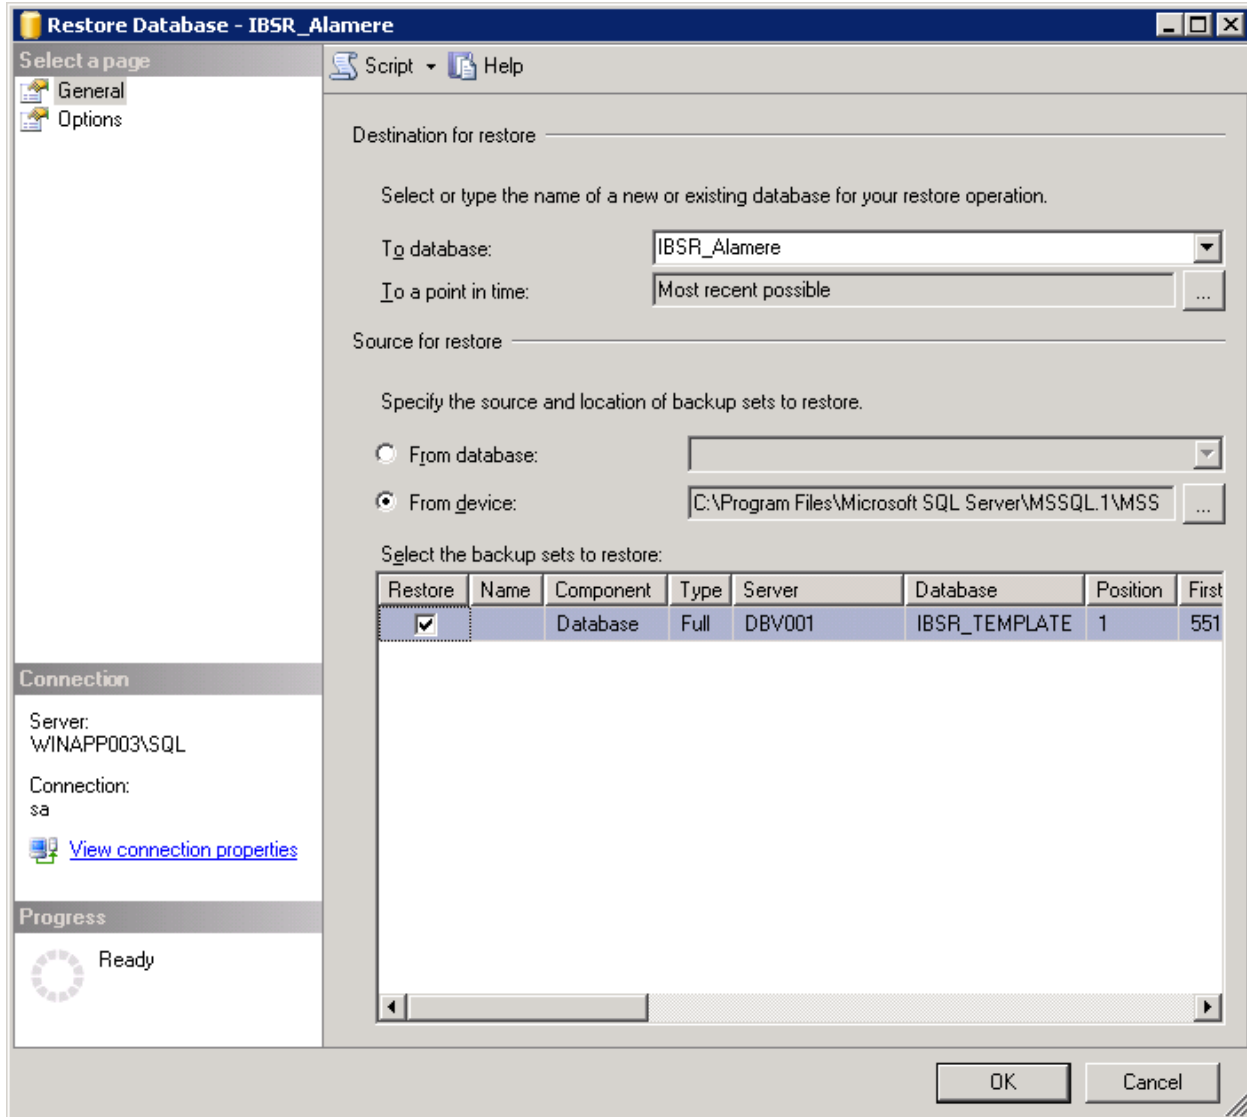 Restore Database - IBSR_Alamere
Select a page
General
Options
Script Help
Destination for restore
Select or type the name of a new or existing database for your restore operation.
To database: IBSR_Alamere
To a point in time: Most recent possible ...
Source for restore
Specify the source and location of backup sets to restore.
From database:
From device: C:\Program Files\Microsoft SQL Server\MSSQL.1\MSS ...
Select the backup sets to restore:
Restore Name Component Type Server Database Position First
Database Full DBV001 IBSR_TEMPLATE 1 551
Connection
Server:
WINAPP003\SQL
Connection:
sa
View connection properties
Progress
Ready
OK Cancel